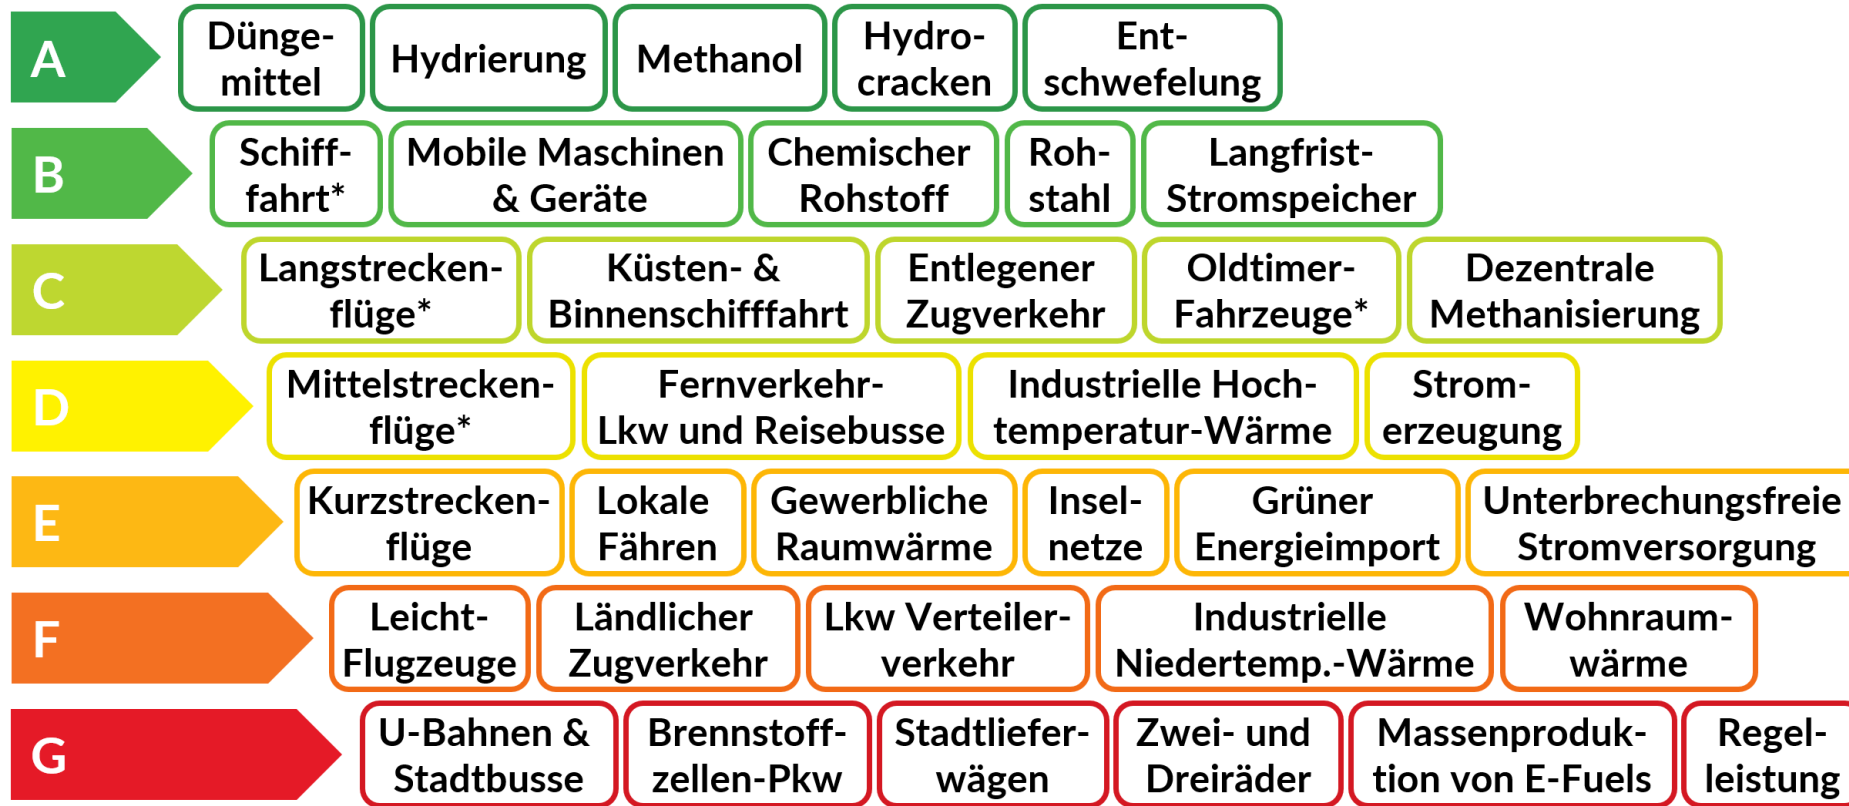 A
Dünge-
mittel
Hydrierung
Methanol
Hydro-
cracken
Ent-
schwefelung
B
Schiff-
fahrt*
Mobile Maschinen
& Geräte
Chemischer
Rohstoff
Roh-
stahl
Langfrist-
Stromspeicher
C
Langstrecken-
flüge*
Küsten- &
Binnenschifffahrt
Entlegener
Zugverkehr
Oldtimer-
Fahrzeuge*
Dezentrale
Methanisierung
D
Mittelstrecken-
flüge*
Fernverkehr-
Lkw und Reisebusse
Industrielle Hoch-
temperatur-Wärme
Strom-
erzeugung
E
Kurzstrecken-
flüge
Lokale
Fähren
Gewerbliche
Raumwärme
Insel-
netze
Grüner
Energieimport
Unterbrechungsfreie
Stromversorgung
F
Leicht-
Flugzeuge
Ländlicher
Zugverkehr
Lkw Verteiler-
verkehr
Industrielle
Niedertemp.-Wärme
Wohnraum-
wärme
G
U-Bahnen &
Stadtbusse
Brennstoff-
zellen-Pkw
Stadtliefer-
wägen
Zwei- und
Dreiräder
Massenproduk-
tion von E-Fuels
Regel-
leistung